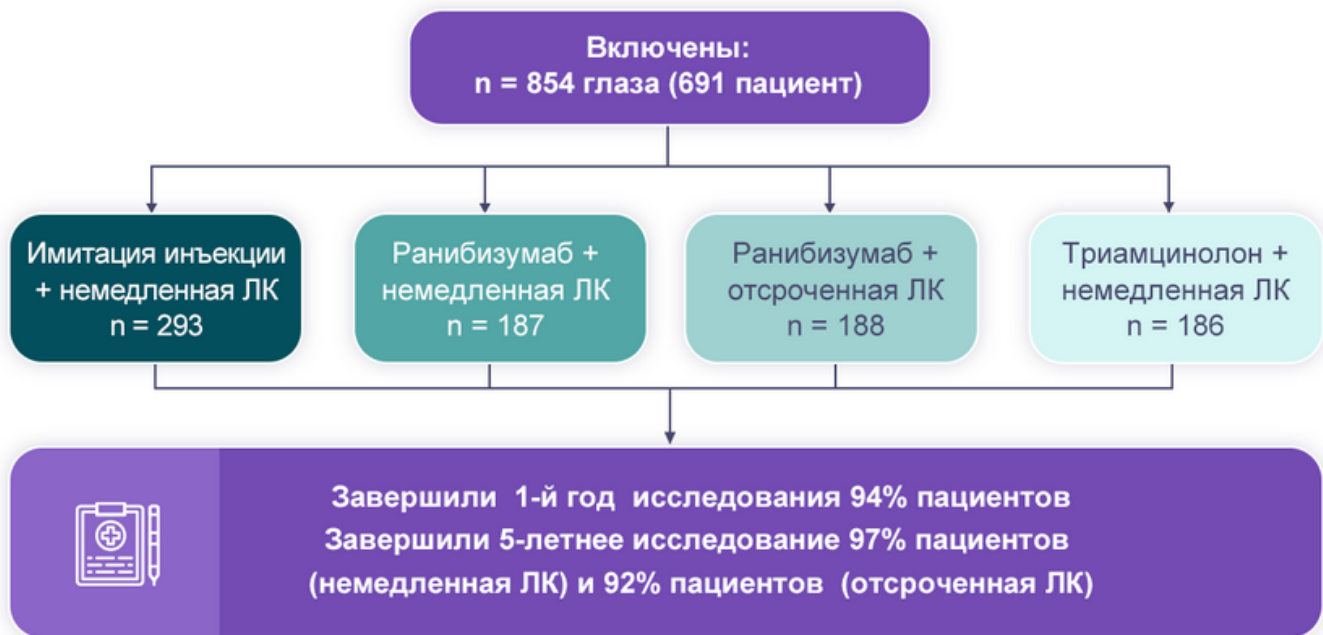 Включены:
n = 854 глаза (691 пациент)
Имитация инъекции
+ немедленная ЛК
n = 293
Ранибизумаб +
немедленная ЛК
n = 187
Ранибизумаб +
отсроченная ЛК
n = 188
Триамцинолон +
немедленная ЛК
n = 186
Завершили 1-й год исследования 94% пациентов
Завершили 5-летнее исследование 97% пациентов
(немедленная ЛК) и 92% пациентов (отсроченная ЛК)